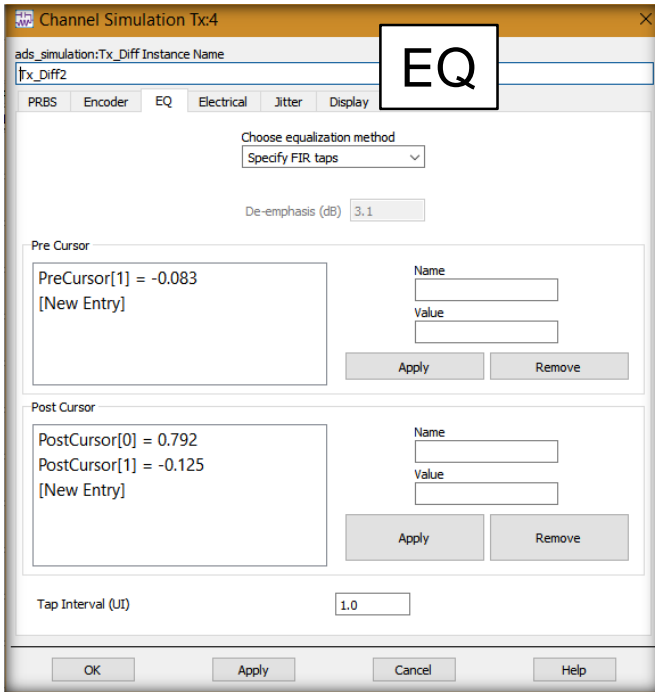 Channel Simulation Tx:4
EQ
ads_simulation:Tx_Diff Instance Name
Tx_Diff2
PRBS Encoder EQ Electrical Jitter Display
Choose equalization method
Specify FIR taps
De-emphasis (dB) 3.1
Pre Cursor
PreCursor[1] = -0.083
[New Entry]
Name
Value
Apply Remove
Post Cursor
PostCursor[0] = 0.792
PostCursor[1] = -0.125
[New Entry]
Name
Value
Apply Remove
Tap Interval (UI) 1.0
OK Apply Cancel Help